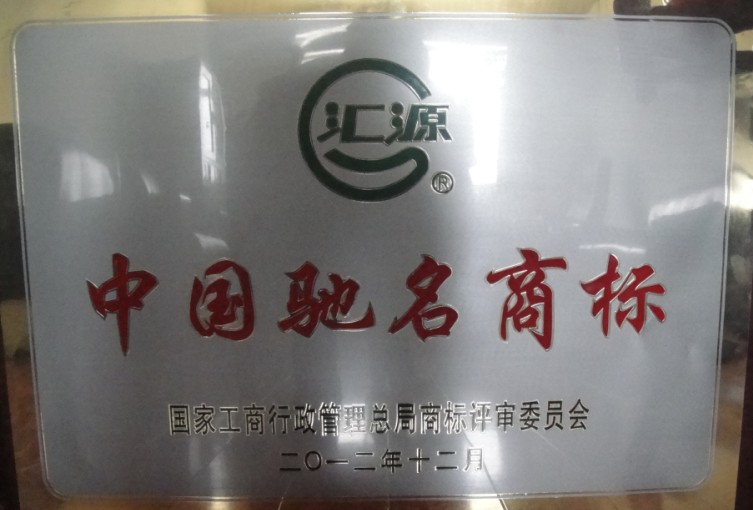 汇源
®
中国驰名商标
国家工商行政管理总局商标评审委员会
二〇一二年十二月